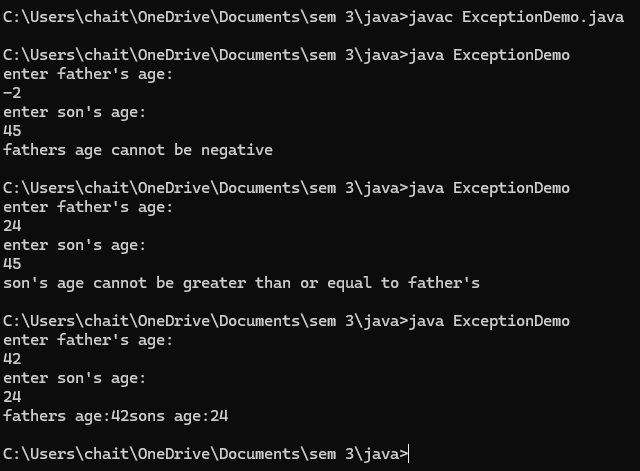 C:\Users\chait\OneDrive\Documents\sem 3\java>javac ExceptionDemo.java
C:\Users\chait\OneDrive\Documents\sem 3\java>java ExceptionDemo
enter father's age:
-2
enter son's age:
45
fathers age cannot be negative
C:\Users\chait\OneDrive\Documents\sem 3\java>java ExceptionDemo
enter father's age:
24
enter son's age:
45
son's age cannot be greater than or equal to father's
C:\Users\chait\OneDrive\Documents\sem 3\java>java ExceptionDemo
enter father's age:
42
enter son's age:
24
fathers age:42sons age:24
C:\Users\chait\OneDrive\Documents\sem 3\java>